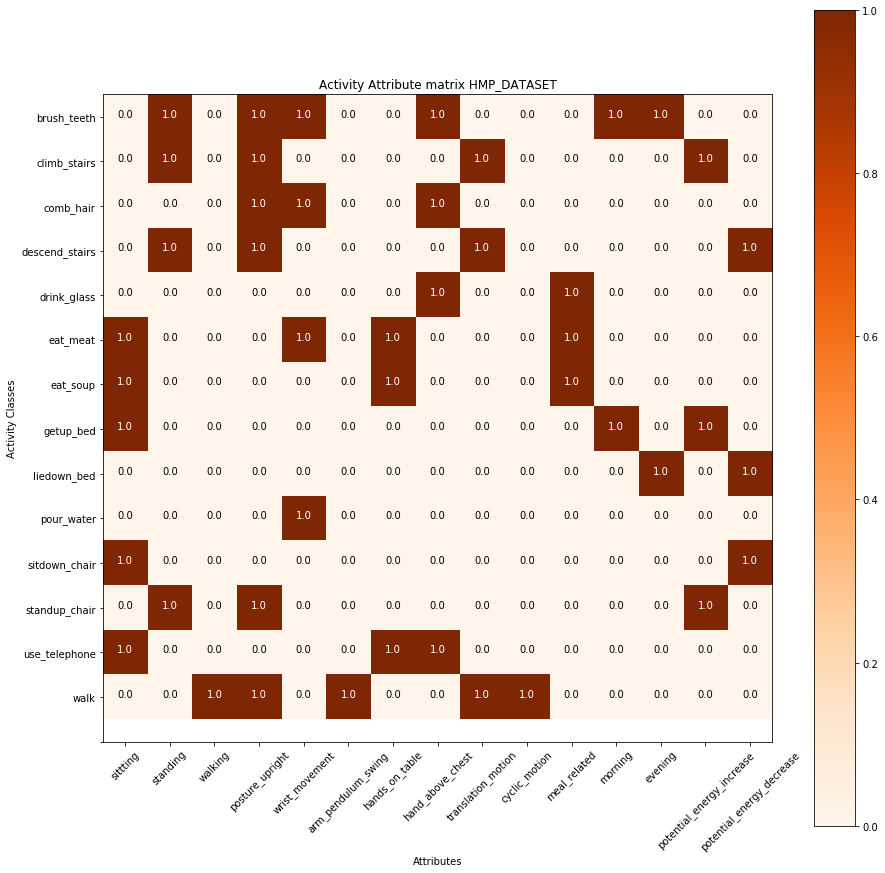 Activity Attribute matrix HMP_DATASET
brush_teeth 0.0 1.0 0.0 1.0 1.0 0.0 0.0 1.0 0.0 0.0 0.0 1.0 1.0 0.0 0.0
climb_stairs 0.0 1.0 0.0 1.0 0.0 0.0 0.0 0.0 1.0 0.0 0.0 0.0 0.0 1.0 0.0
comb_hair 0.0 0.0 0.0 1.0 1.0 0.0 0.0 1.0 0.0 0.0 0.0 0.0 0.0 0.0 0.0
descend_stairs 0.0 1.0 0.0 1.0 0.0 0.0 0.0 0.0 1.0 0.0 0.0 0.0 0.0 0.0 1.0
drink_glass 0.0 0.0 0.0 0.0 0.0 0.0 0.0 1.0 0.0 0.0 1.0 0.0 0.0 0.0 0.0
eat_meat 1.0 0.0 0.0 0.0 1.0 0.0 1.0 0.0 0.0 0.0 1.0 0.0 0.0 0.0 0.0
eat_soup 1.0 0.0 0.0 0.0 0.0 0.0 1.0 0.0 0.0 0.0 1.0 0.0 0.0 0.0 0.0
getup_bed 1.0 0.0 0.0 0.0 0.0 0.0 0.0 0.0 0.0 0.0 0.0 1.0 0.0 1.0 0.0
liedown_bed 0.0 0.0 0.0 0.0 0.0 0.0 0.0 0.0 0.0 0.0 0.0 0.0 1.0 0.0 1.0
pour_water 0.0 0.0 0.0 0.0 1.0 0.0 0.0 0.0 0.0 0.0 0.0 0.0 0.0 0.0 0.0
sitdown_chair 1.0 0.0 0.0 0.0 0.0 0.0 0.0 0.0 0.0 0.0 0.0 0.0 0.0 0.0 1.0
standup_chair 0.0 1.0 0.0 1.0 0.0 0.0 0.0 0.0 0.0 0.0 0.0 0.0 0.0 1.0 0.0
use_telephone 1.0 0.0 0.0 0.0 0.0 0.0 1.0 1.0 0.0 0.0 0.0 0.0 0.0 0.0 0.0
walk 0.0 0.0 1.0 1.0 0.0 1.0 0.0 0.0 1.0 1.0 0.0 0.0 0.0 0.0 0.0
Activity Classes
sittting
standing
walking
posture_upright
wrist_movement
arm_pendulum_swing
hands_on_table
hand_above_chest
translation_motion
cyclic_motion
meal_related
morning
evening
potential_energy_increase
potential_energy_decrease
Attributes
1.0
0.8
0.6
0.4
0.2
0.0